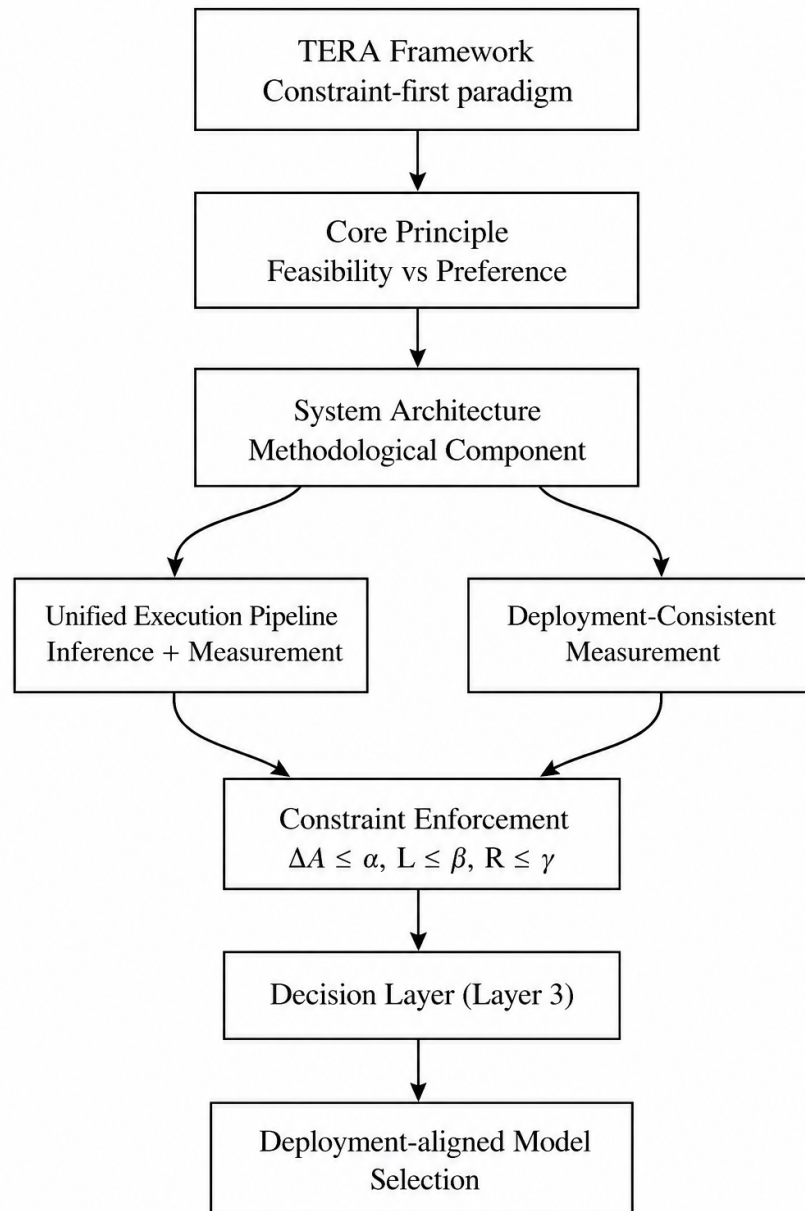 TERA Framework
Constraint-first paradigm
Core Principle
Feasibility vs Preference
System Architecture
Methodological Component
Unified Execution Pipeline
Inference + Measurement
Deployment-Consistent
Measurement
Constraint Enforcement
ΔA ≤ α, L ≤ β, R ≤ γ
Decision Layer (Layer 3)
Deployment-aligned Model
Selection